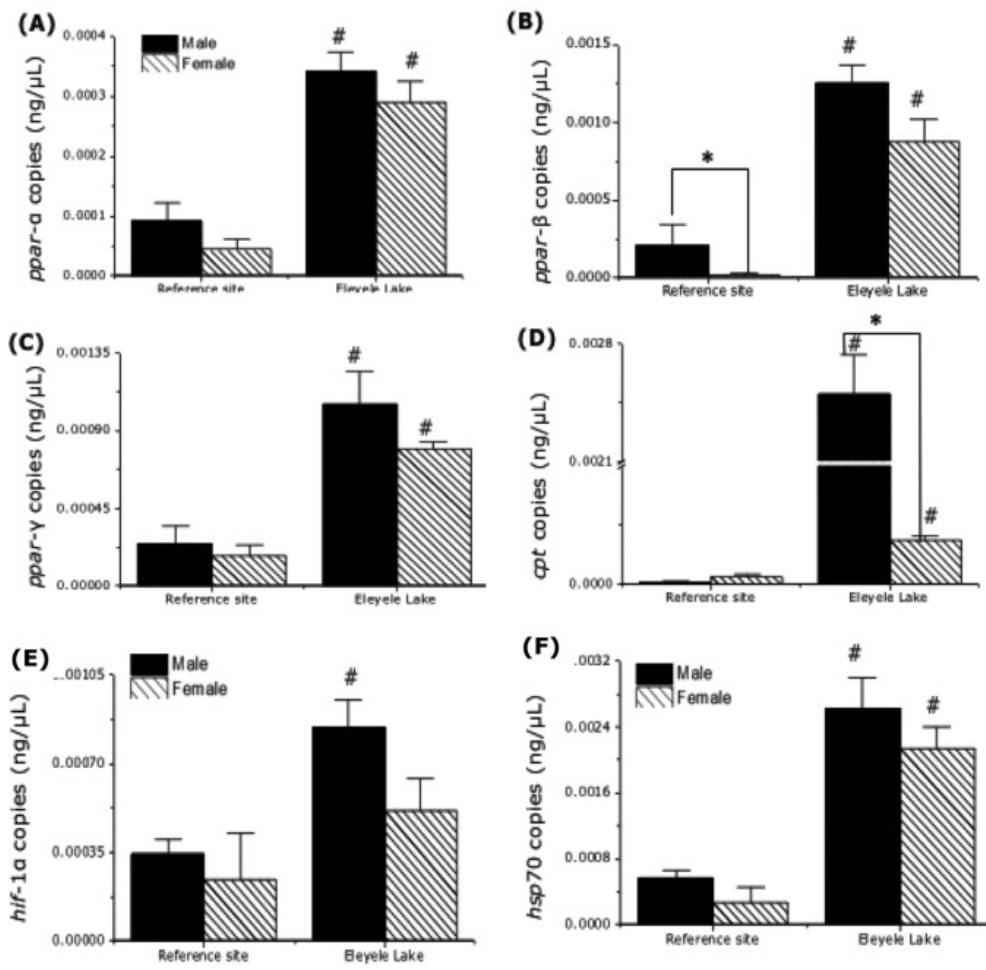 (A)
0.0004
0.0003
0.0002
0.0001
0.0000
ppar-α copies (ng/µL)
Male
Female
#
#
Reference site
Eleyele Lake
(B)
0.0015
0.0010
0.0005
0.0000
ppar-β copies (ng/µL)
*
#
#
Reference site
Eleyele Lake
(C)
0.00135
0.00090
0.00045
0.00000
ppar-γ copies (ng/µL)
#
#
Reference site
Eleyele Lake
(D)
0.0028
0.0021
0.0000
cpt copies (ng/µL)
*
#
#
Reference site
Eleyele Lake
(E)
.00105
0.00070
0.00035
0.00000
hif-1α copies (ng/µL)
Male
Female
#
Reference site
Eleyele Lake
(F)
.0032
0.0024
0.0016
0.0008
0.0000
hsp70 copies (ng/µL)
Male
Female
#
#
Reference site
Eleyele Lake